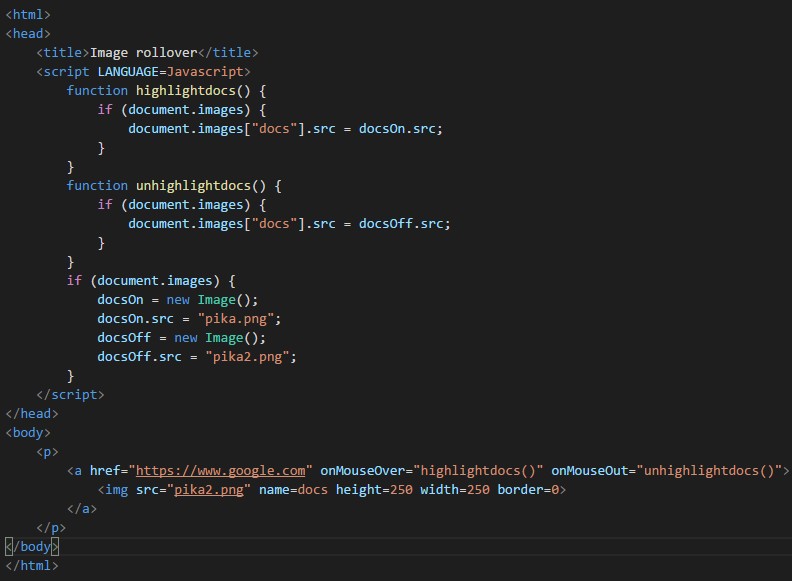 <html>
<head>
    <title>Image rollover</title>
    <script LANGUAGE=Javascript>
        function highlightdocs() {
            if (document.images) {
                document.images["docs"].src = docsOn.src;
            }
        }
        function unhighlightdocs() {
            if (document.images) {
                document.images["docs"].src = docsOff.src;
            }
        }
        if (document.images) {
            docsOn = new Image();
            docsOn.src = "pika.png";
            docsOff = new Image();
            docsOff.src = "pika2.png";
        }
    </script>
</head>
<body>
    <p>
        <a href="https://www.google.com" onMouseOver="highlightdocs()" onMouseOut="unhighlightdocs()">
            <img src="pika2.png" name=docs height=250 width=250 border=0>
        </a>
    </p>
</body>
</html>